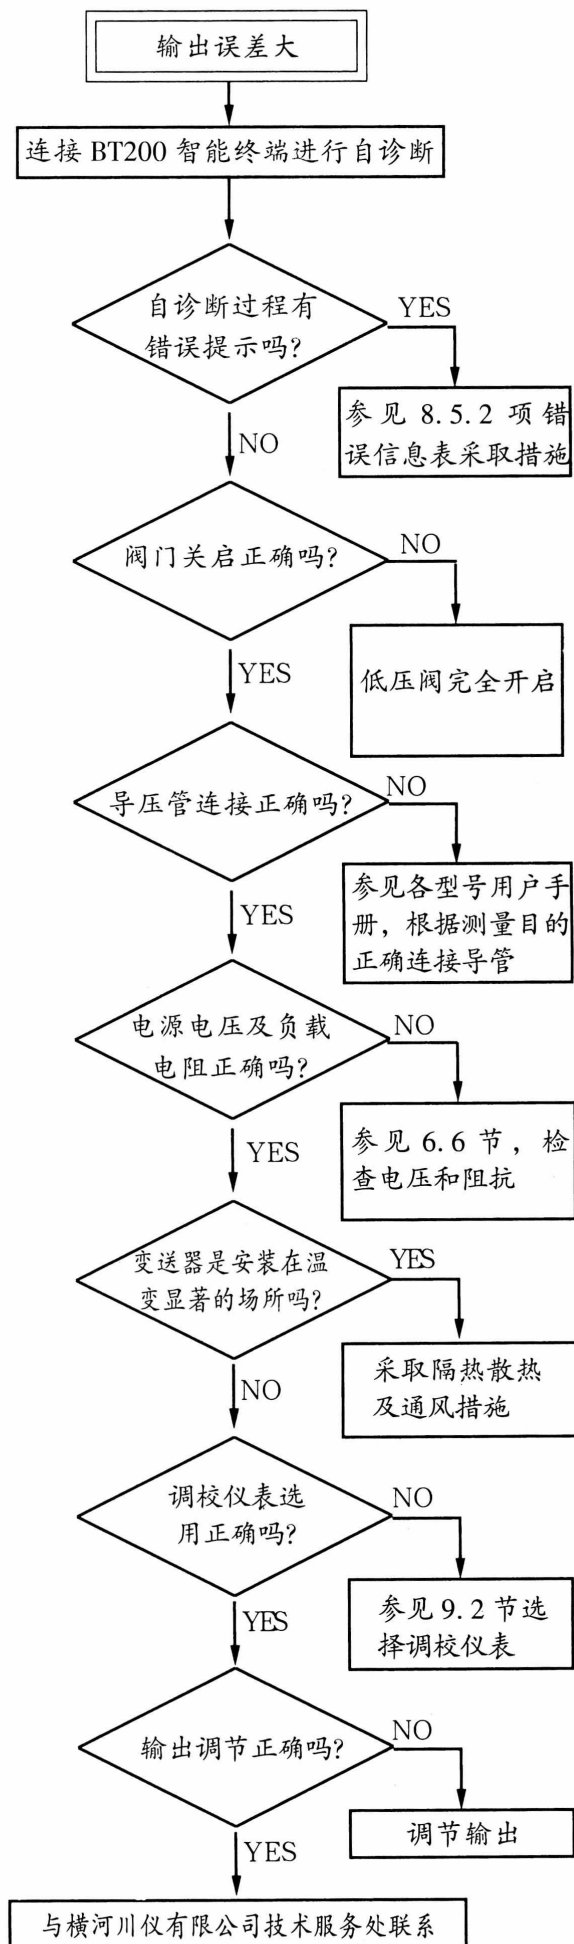 输出误差大
连接 BT200 智能终端进行自诊断
自诊断过程有
错误提示吗?
YES
参见 8.5.2 项错
误信息表采取措施
NO
阀门关启正确吗?
NO
低压阀完全开启
YES
导压管连接正确吗?
NO
参见各型号用户手
册，根据测量目的
正确连接导管
YES
电源电压及负载
电阻正确吗?
NO
参见 6.6 节，检
查电压和阻抗
YES
变送器是安装在温
变显著的场所吗?
YES
采取隔热散热
及通风措施
NO
调校仪表选
用正确吗?
NO
参见 9.2 节选
择调校仪表
YES
输出调节正确吗?
NO
调节输出
YES
与横河川仪有限公司技术服务处联系